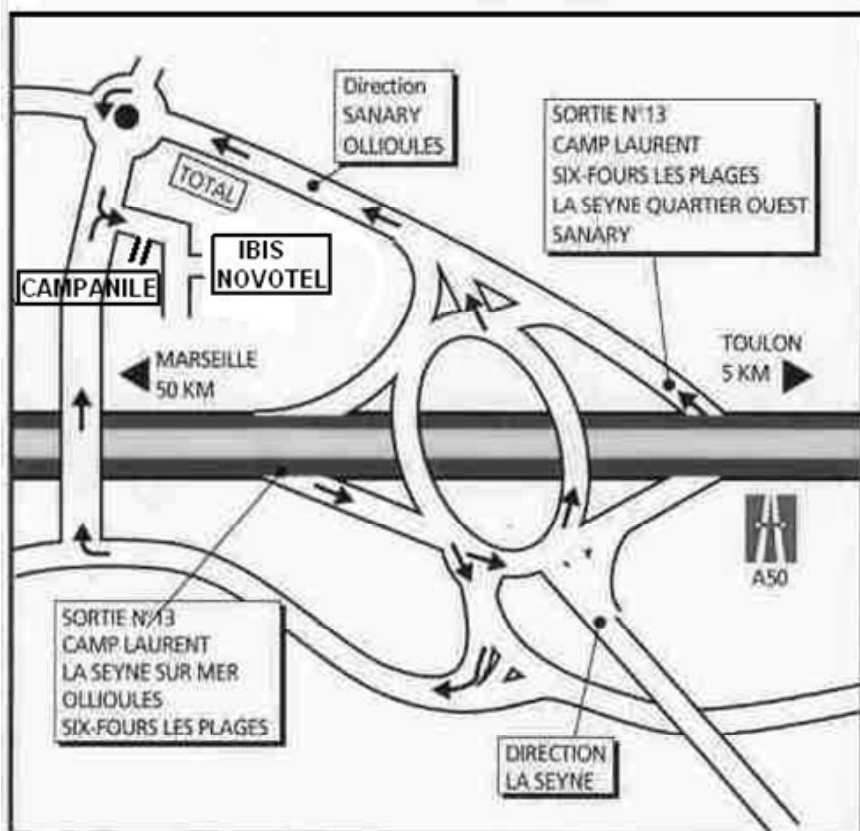 Direction
SANARY
OLLIOULES
SORTIE N°13
CAMP LAURENT
SIX-FOURS LES PLAGES
LA SEYNE QUARTIER OUEST
SANARY
TOTAL
IBIS
NOVOTEL
CAMPANILE
MARSEILLE
50 KM
TOULON
5 KM
A50
SORTIE N°13
CAMP LAURENT
LA SEYNE SUR MER
OLLIOULES
SIX-FOURS LES PLAGES
DIRECTION
LA SEYNE